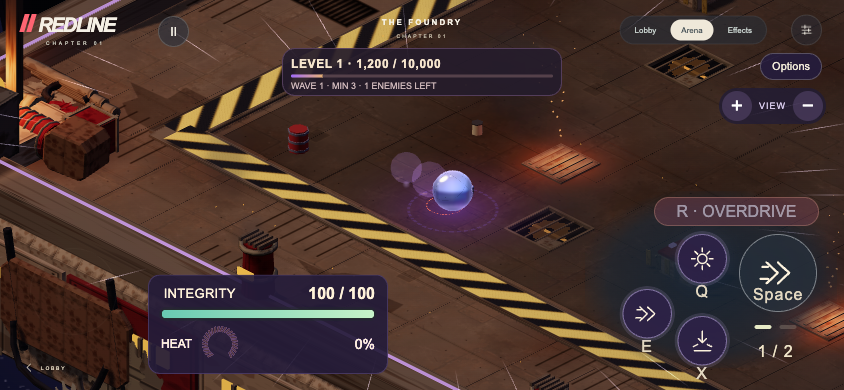 REDLINE
CHAPTER 01
THE FOUNDRY
CHAPTER 01
Lobby Arena Effects
LEVEL 1 · 1,200 / 10,000
WAVE 1 · MIN 3 · 1 ENEMIES LEFT
Options
+ VIEW −
R · OVERDRIVE
Q
Space
E
X
1 / 2
INTEGRITY 100 / 100
HEAT 0%
LOBBY